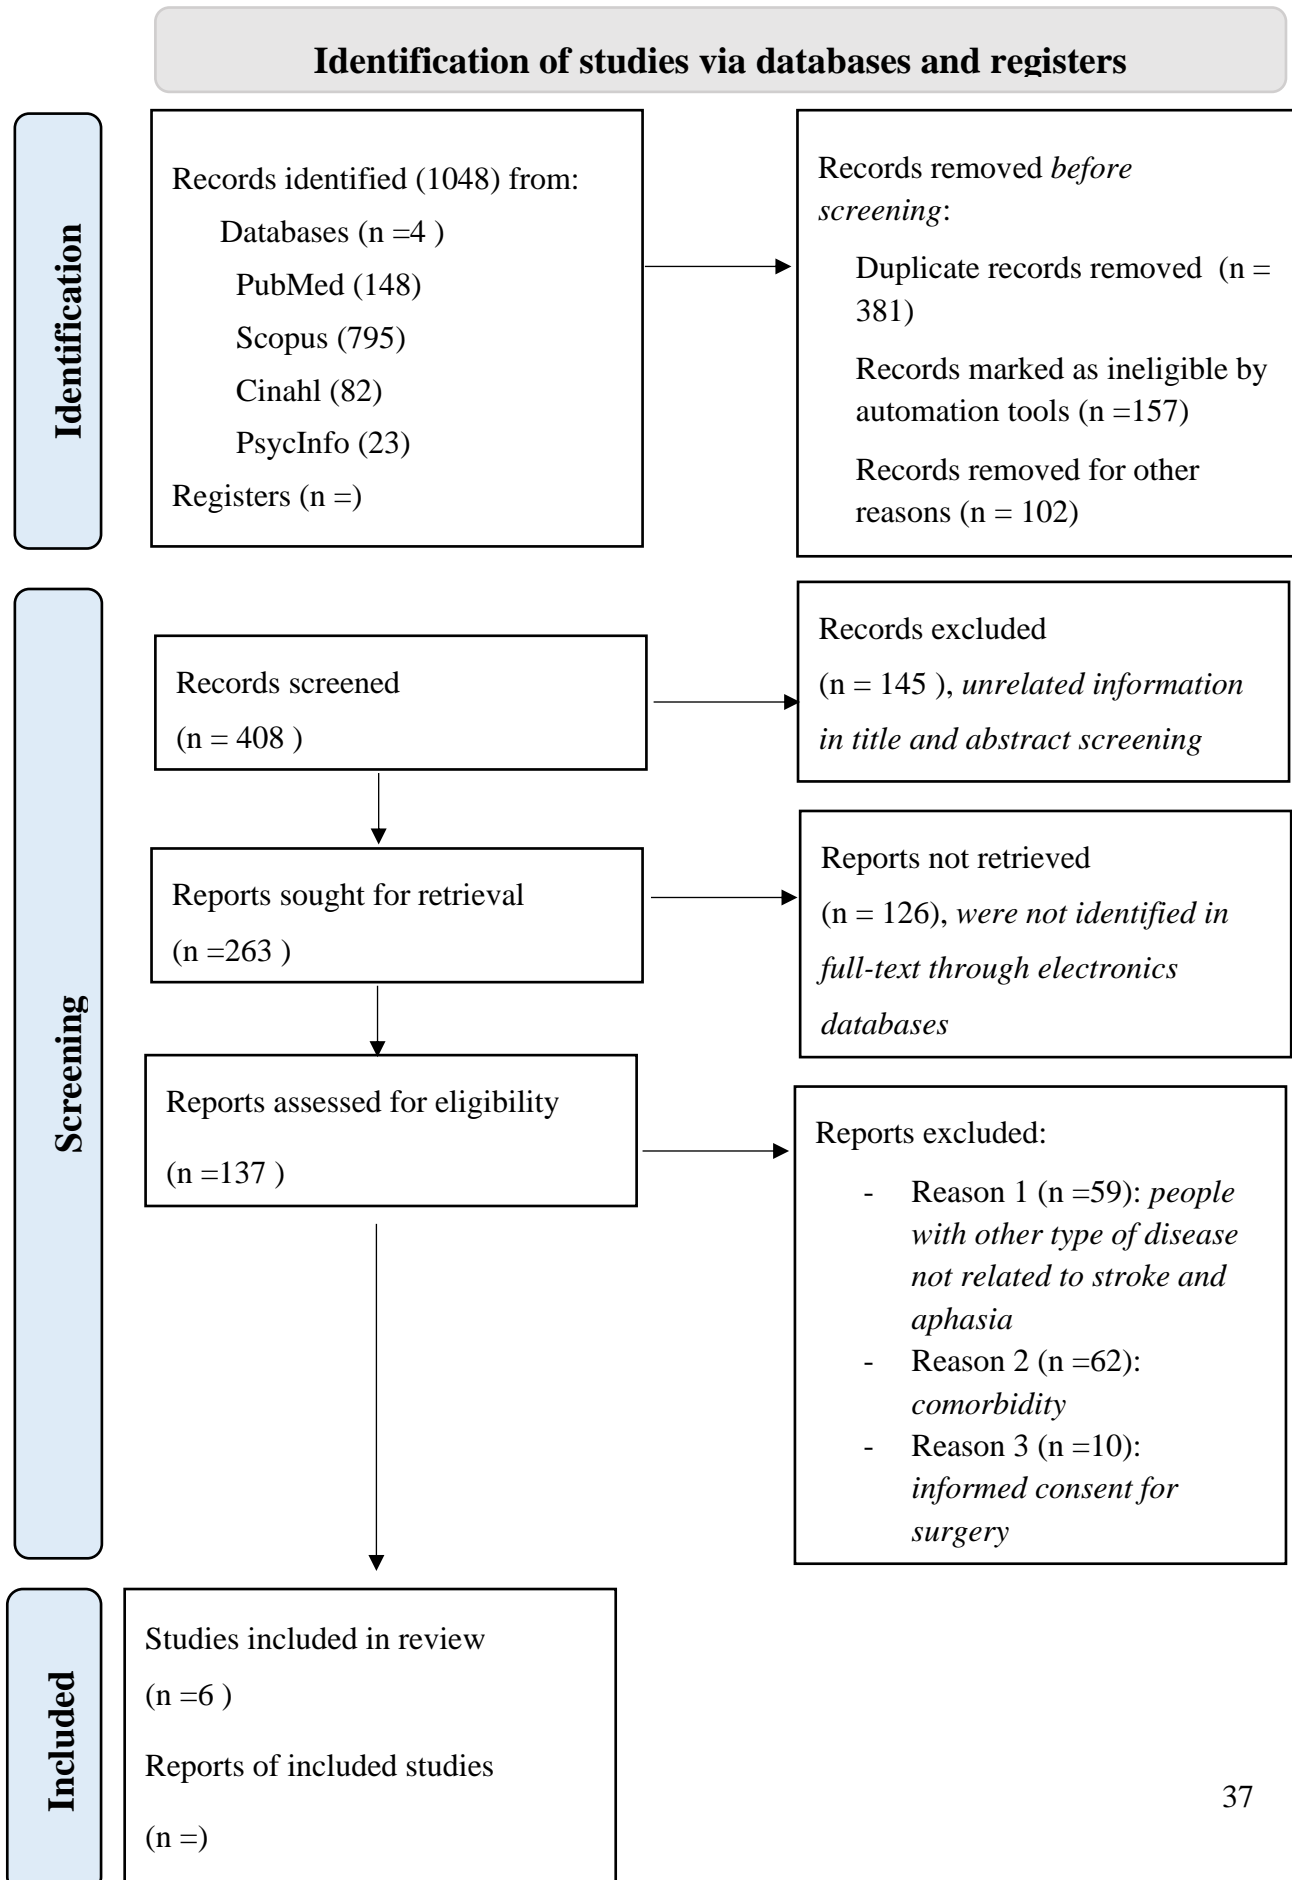 Identification of studies via databases and registers
Identification
Records identified (1048) from:
Databases (n =4 )
PubMed (148)
Scopus (795)
Cinahl (82)
PsycInfo (23)
Registers (n =)
Records removed before
screening:
Duplicate records removed (n =
381)
Records marked as ineligible by
automation tools (n =157)
Records removed for other
reasons (n = 102)
Screening
Records screened
(n = 408 )
Records excluded
(n = 145 ), unrelated information
in title and abstract screening
Reports sought for retrieval
(n =263 )
Reports not retrieved
(n = 126), were not identified in
full-text through electronics
databases
Reports assessed for eligibility
(n =137 )
Reports excluded:
- Reason 1 (n =59): people
with other type of disease
not related to stroke and
aphasia
- Reason 2 (n =62):
comorbidity
- Reason 3 (n =10):
informed consent for
surgery
Included
Studies included in review
(n =6 )
Reports of included studies
(n =)
37